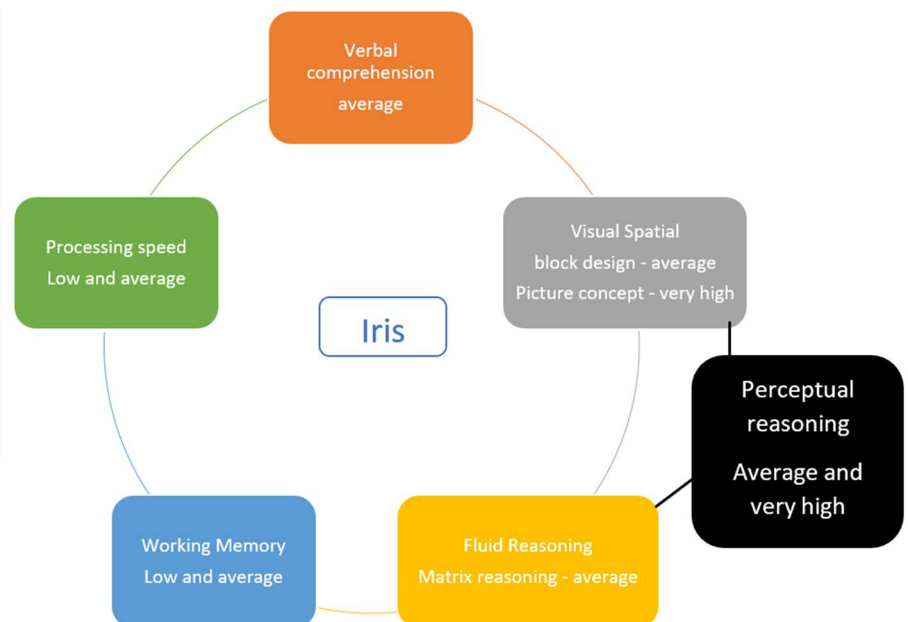 Verbal
comprehension
average
Processing speed
Low and average
Visual Spatial
block design - average
Picture concept - very high
Iris
Perceptual
reasoning
Average and
very high
Working Memory
Low and average
Fluid Reasoning
Matrix reasoning - average